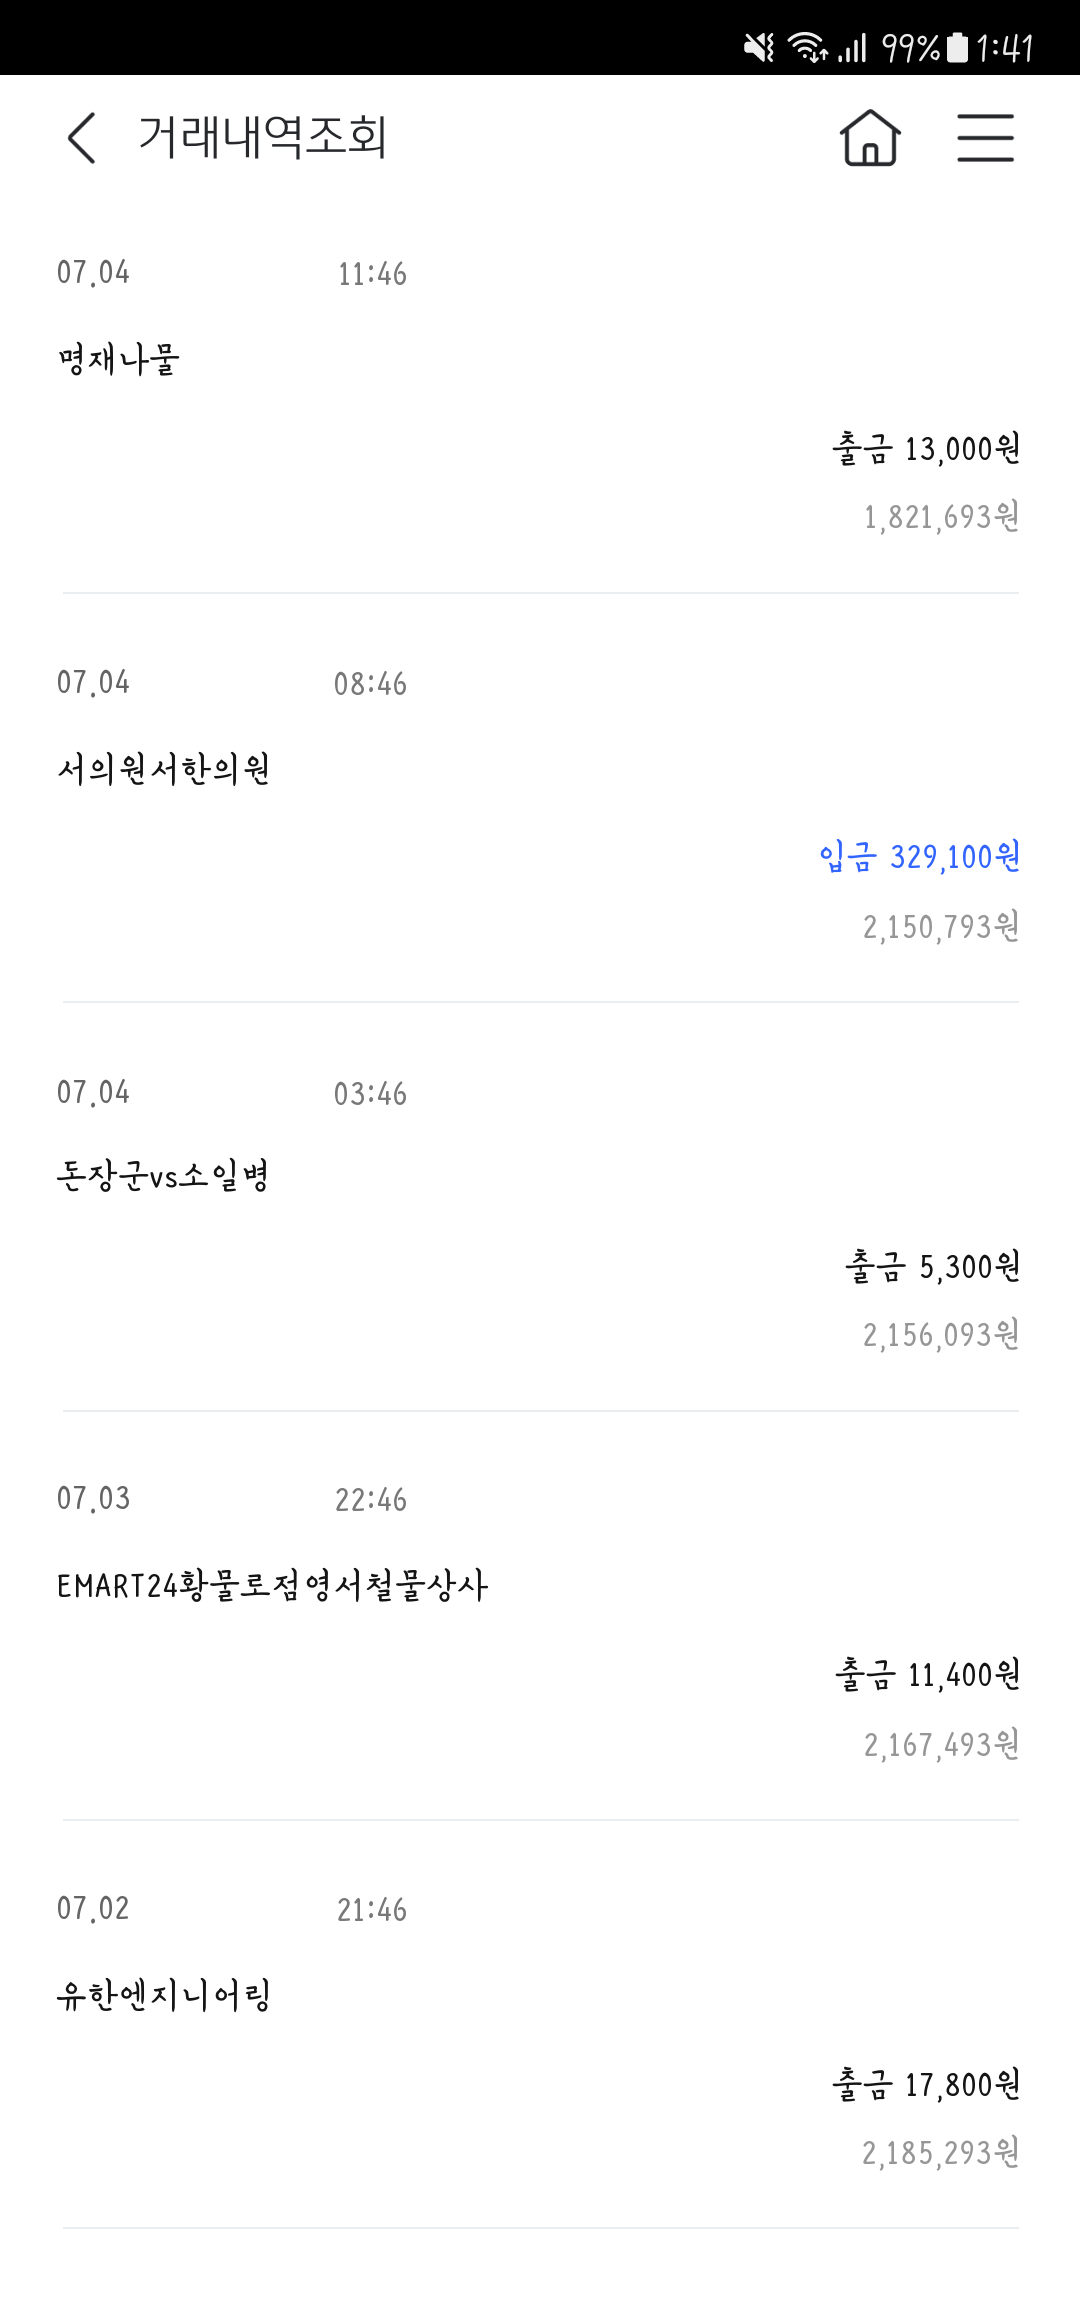 99% 1:41
거래내역조회
07.04 11:46
명재나물
출금 13,000원
1,821,693원
07.04 08:46
서의원서한의원
입금 329,100원
2,150,793원
07.04 03:46
돈장군vs소일병
출금 5,300원
2,156,093원
07.03 22:46
EMART24황물로점영서철물상사
출금 11,400원
2,167,493원
07.02 21:46
유한엔지니어링
출금 17,800원
2,185,293원